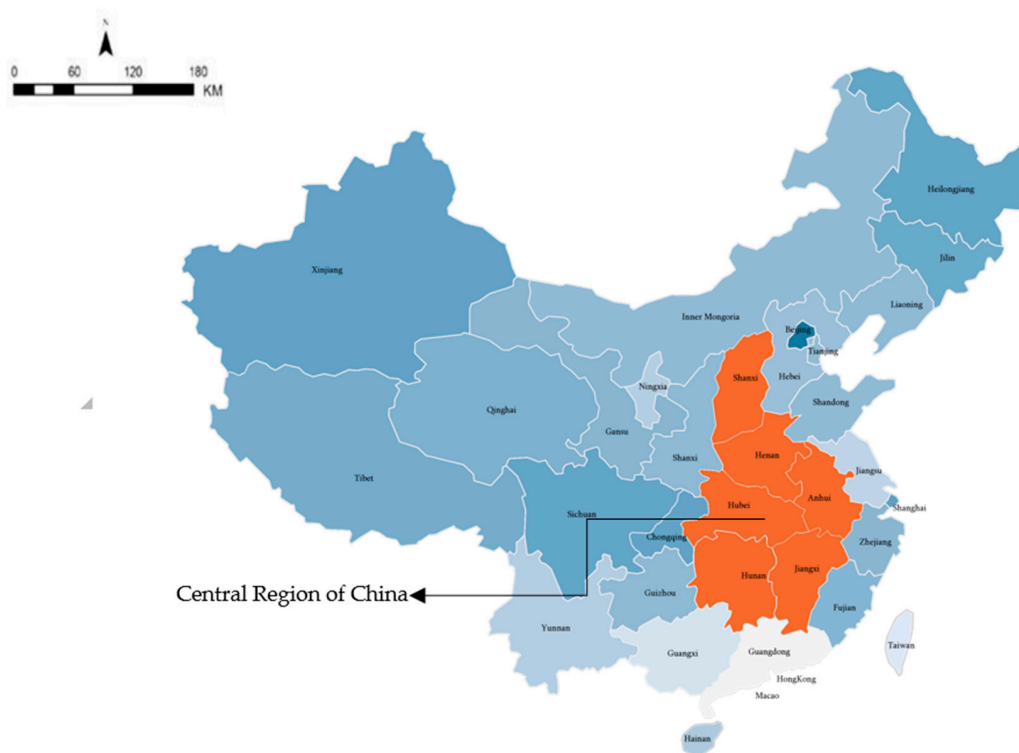 N
0 60 120 180
KM
Heilongjiang
Jilin
Xinjiang
Liaoning
Inner Mongoria
Beijing
Tianjing
Shanxi
Hebei
Ningxia
Shandong
Qinghai
Gansu
Henan
Shanxi
Jiangsu
Tibet
Anhui
Hubei
Shanghai
Sichuan
Chongqing
Zhejiang
Jiangxi
Hunan
Central Region of China
Guizhou
Fujian
Yunnan
Taiwan
Guangxi
Guangdong
HongKong
Macao
Hainan